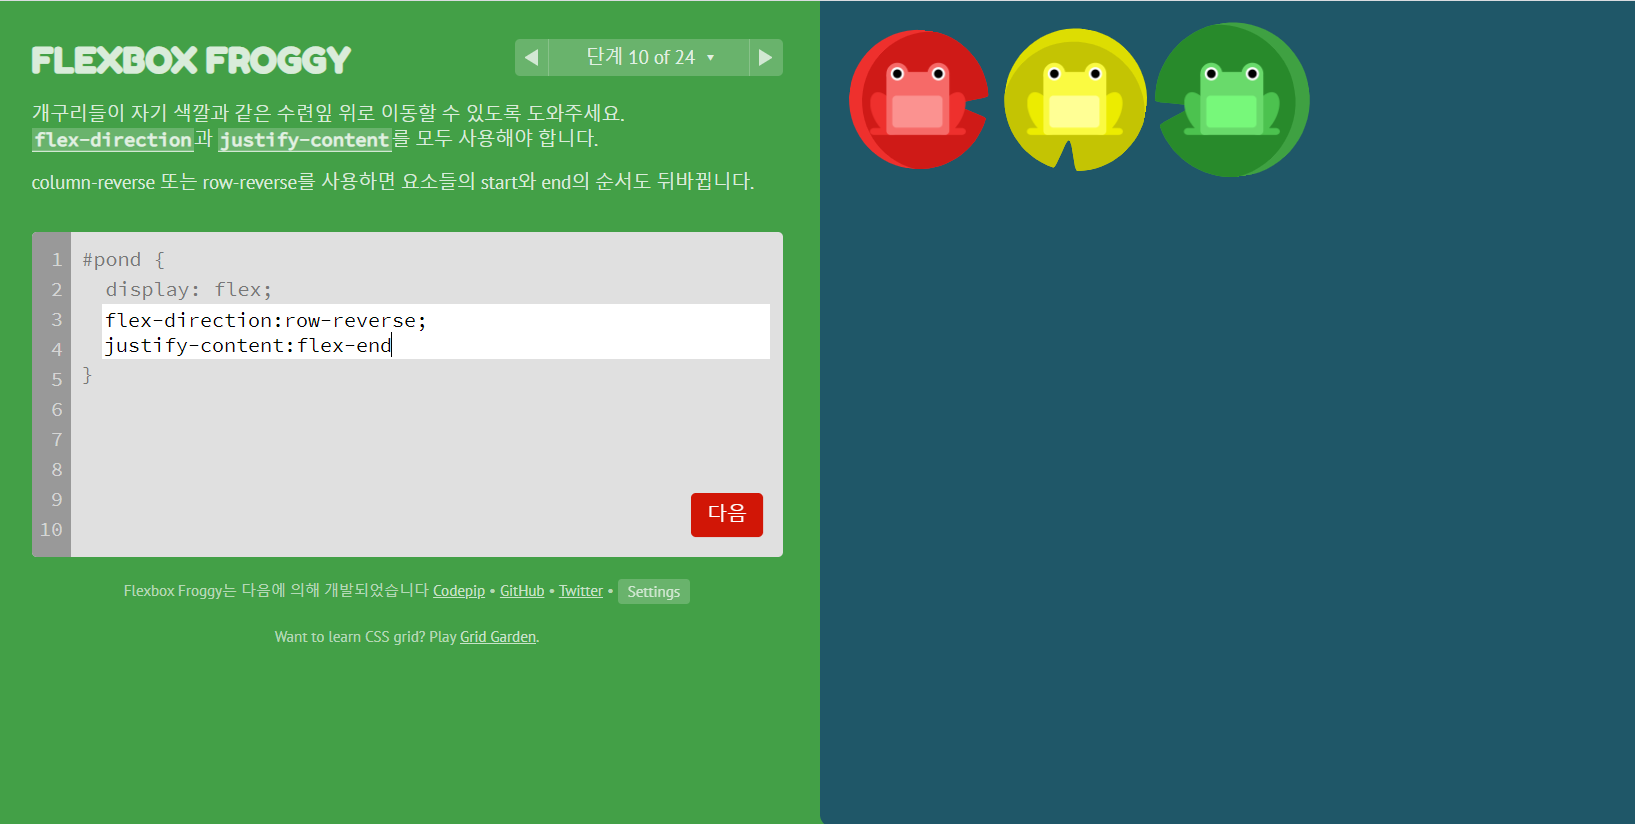 FLEXBOX FROGGY
단계 10 of 24
개구리들이 자기 색깔과 같은 수련잎 위로 이동할 수 있도록 도와주세요.
flex-direction과 justify-content를 모두 사용해야 합니다.
column-reverse 또는 row-reverse를 사용하면 요소들의 start와 end의 순서도 뒤바뀝니다.
1 #pond {
2 display: flex;
3 flex-direction:row-reverse;
4 justify-content:flex-end
5 }
6
7
8
9
10
다음
Flexbox Froggy는 다음에 의해 개발되었습니다 Codepip • GitHub • Twitter • Settings
Want to learn CSS grid? Play Grid Garden.